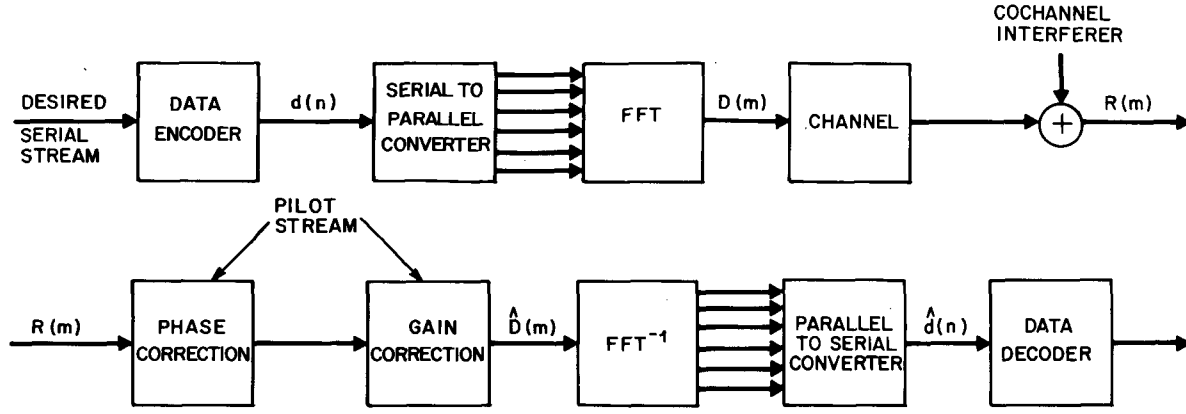 COCHANNEL
INTERFERER
DESIRED
SERIAL
STREAM
DATA
ENCODER
d(n)
SERIAL TO
PARALLEL
CONVERTER
FFT
D(m)
CHANNEL
+
R(m)
PILOT
STREAM
R(m)
PHASE
CORRECTION
GAIN
CORRECTION
D̂(m)
FFT⁻¹
PARALLEL
TO SERIAL
CONVERTER
d̂(n)
DATA
DECODER